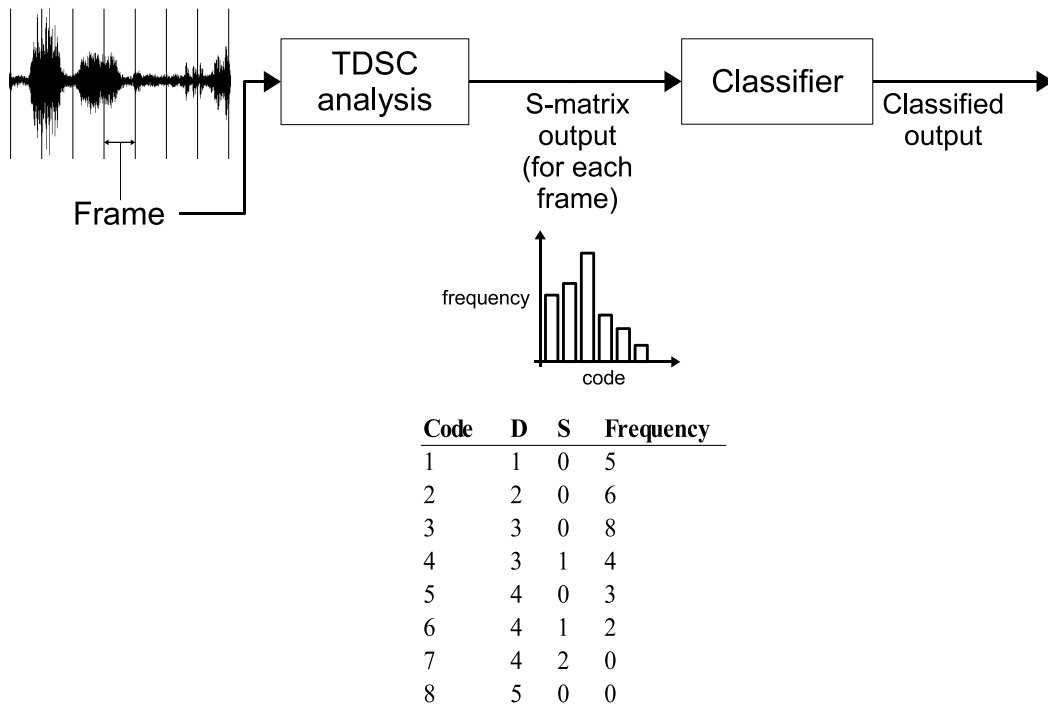 TDSC
analysis
Classifier
S-matrix
output
(for each
frame)
Classified
output
Frame
frequency
code
Code D S Frequency
1 1 0 5
2 2 0 6
3 3 0 8
4 3 1 4
5 4 0 3
6 4 1 2
7 4 2 0
8 5 0 0